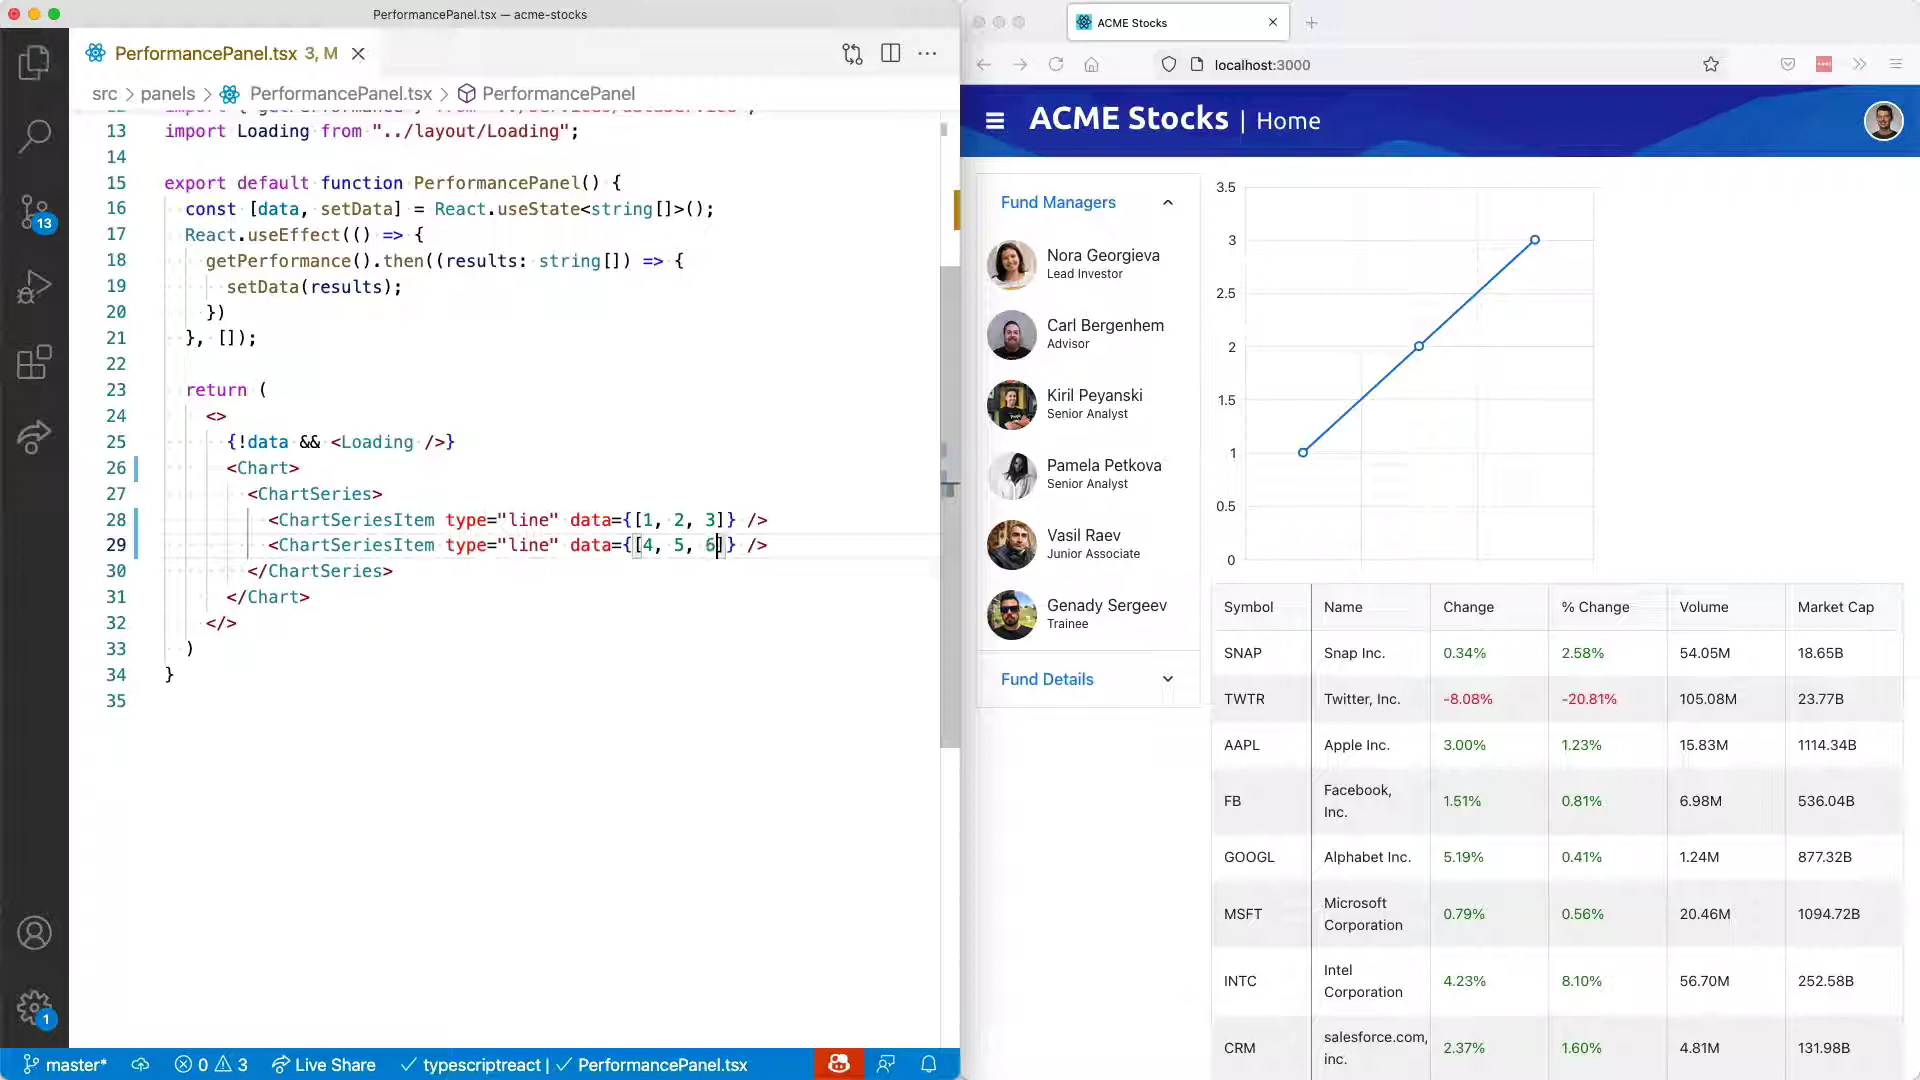 PerformancePanel.tsx — acme-stocks
PerformancePanel.tsx 3, M
src > panels > PerformancePanel.tsx > PerformancePanel
13 import Loading from "../layout/Loading";
14
15 export default function PerformancePanel() {
16 const [data, setData] = React.useState<string[]>();
17 React.useEffect(() => {
18 getPerformance().then((results: string[]) => {
19 setData(results);
20 })
21 }, []);
22
23 return (
24 <>
25 {!data && <Loading />}
26 <Chart>
27 <ChartSeries>
28 <ChartSeriesItem type="line" data={[1, 2, 3]} />
29 <ChartSeriesItem type="line" data={[4, 5, 6]} />
30 </ChartSeries>
31 </Chart>
32 </>
33 )
34 }
35
13
1
master* 0 3 Live Share typescriptreact | PerformancePanel.tsx
ACME Stocks
localhost:3000
ACME Stocks | Home
Fund Managers
Nora Georgieva
Lead Investor
Carl Bergenhem
Advisor
Kiril Peyanski
Senior Analyst
Pamela Petkova
Senior Analyst
Vasil Raev
Junior Associate
Genady Sergeev
Trainee
Fund Details
3.5
3
2.5
2
1.5
1
0.5
0
Symbol Name Change % Change Volume Market Cap
SNAP Snap Inc. 0.34% 2.58% 54.05M 18.65B
TWTR Twitter, Inc. -8.08% -20.81% 105.08M 23.77B
AAPL Apple Inc. 3.00% 1.23% 15.83M 1114.34B
FB Facebook, Inc. 1.51% 0.81% 6.98M 536.04B
GOOGL Alphabet Inc. 5.19% 0.41% 1.24M 877.32B
MSFT Microsoft Corporation 0.79% 0.56% 20.46M 1094.72B
INTC Intel Corporation 4.23% 8.10% 56.70M 252.58B
CRM salesforce.com, inc. 2.37% 1.60% 4.81M 131.98B